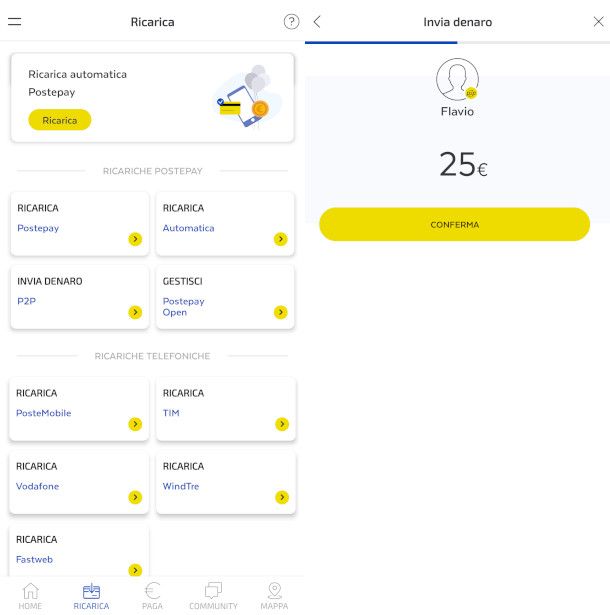 Ricarica
?
Ricarica automatica
Postepay
Ricarica
RICARICHE POSTEPAY
RICARICA
Postepay
RICARICA
Automatica
INVIA DENARO
P2P
GESTISCI
Postepay
Open
RICARICHE TELEFONICHE
RICARICA
PosteMobile
RICARICA
TIM
RICARICA
Vodafone
RICARICA
WindTre
RICARICA
Fastweb
HOME
RICARICA
PAGA
COMMUNITY
MAPPA
Invia denaro
p2p
Flavio
25€
CONFERMA